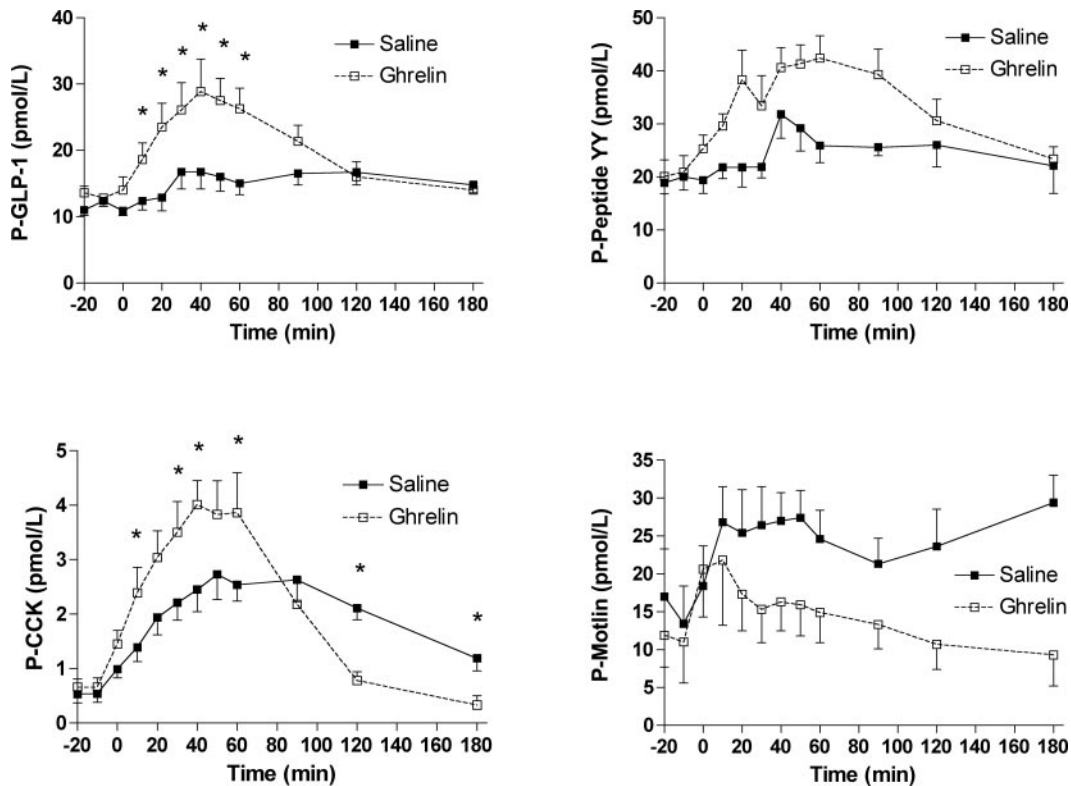 P-GLP-1 (pmol/L)
40
30
20
10
0
* * * * * *
Saline
Ghrelin
-20 0 20 40 60 80 100 120 140 160 180
Time (min)
P-Peptide YY (pmol/L)
50
40
30
20
10
0
Saline
Ghrelin
-20 0 20 40 60 80 100 120 140 160 180
Time (min)
P-CCK (pmol/L)
5
4
3
2
1
0
* * * * * *
Saline
Ghrelin
-20 0 20 40 60 80 100 120 140 160 180
Time (min)
P-Motlin (pmol/L)
35
30
25
20
15
10
5
0
Saline
Ghrelin
-20 0 20 40 60 80 100 120 140 160 180
Time (min)